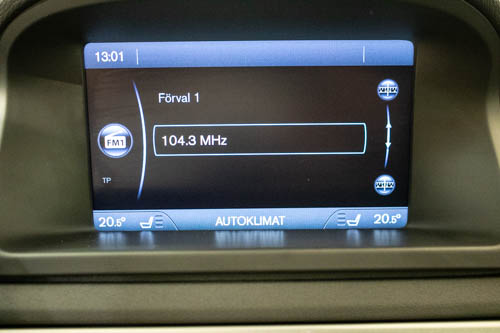 13:01
Förval 1
FM1
104.3 MHz
TP
20.5° AUTOKLIMAT 20.5°